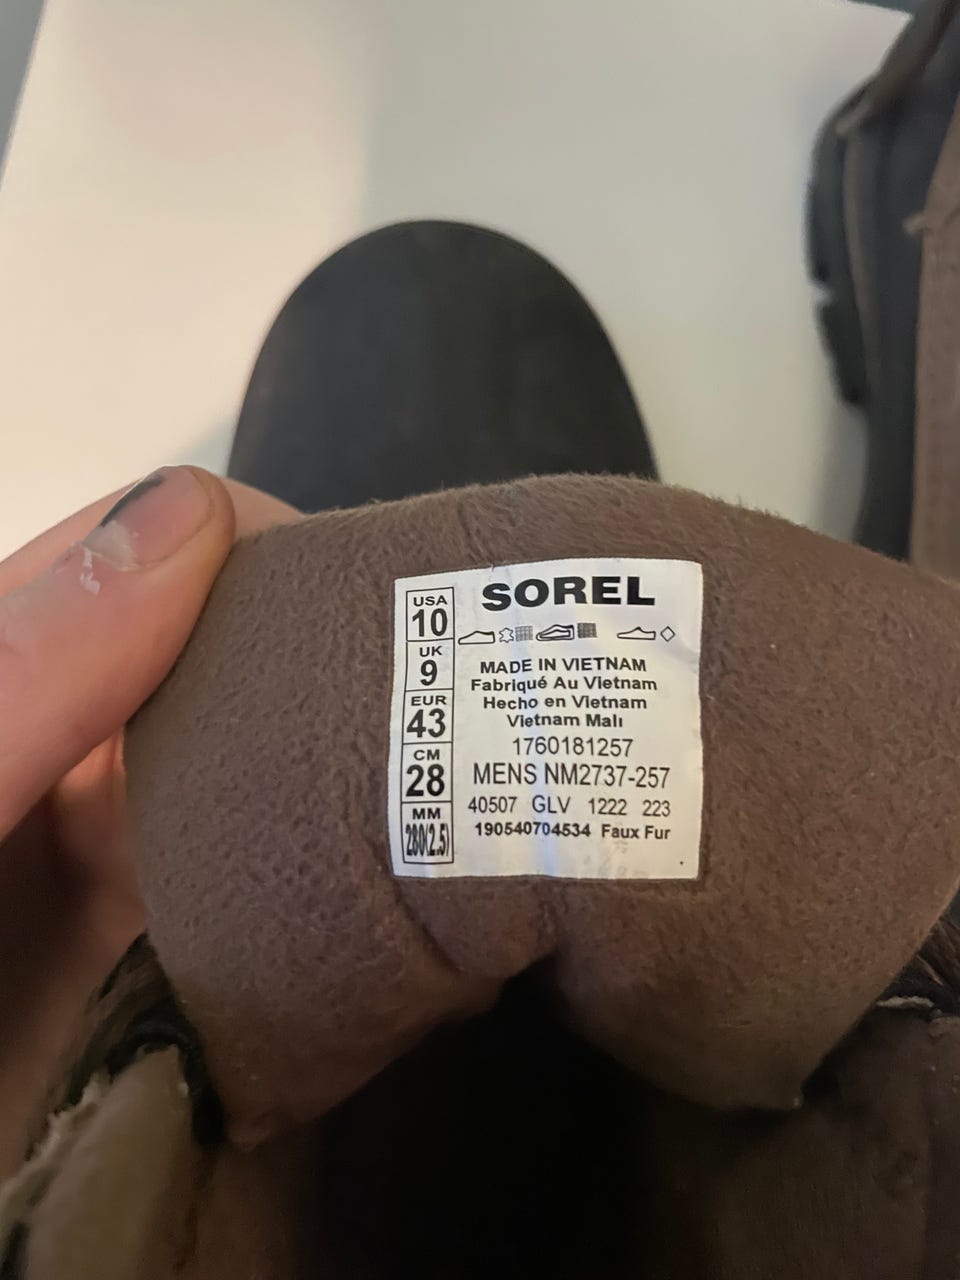 SOREL
USA
10
UK
9
EUR
43
CM
28
MM
280(2.5)
MADE IN VIETNAM
Fabriqué Au Vietnam
Hecho en Vietnam
Vietnam Malı
1760181257
MENS NM2737-257
40507 GLV 1222 223
190540704534 Faux Fur